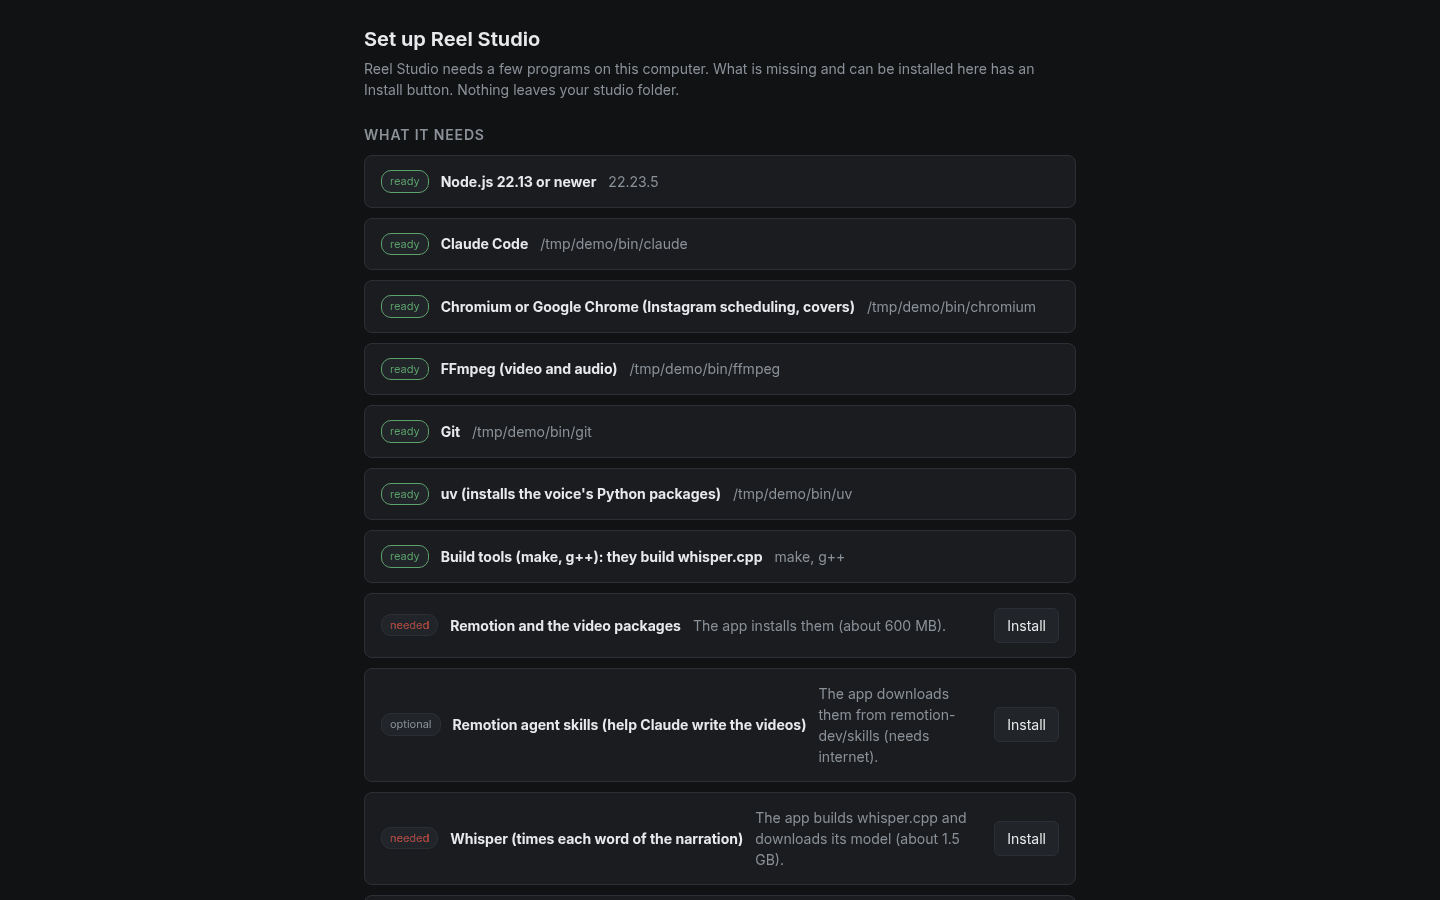 Set up Reel Studio
Reel Studio needs a few programs on this computer. What is missing and can be installed here has an
Install button. Nothing leaves your studio folder.
WHAT IT NEEDS
ready Node.js 22.13 or newer 22.23.5
ready Claude Code /tmp/demo/bin/claude
ready Chromium or Google Chrome (Instagram scheduling, covers) /tmp/demo/bin/chromium
ready FFmpeg (video and audio) /tmp/demo/bin/ffmpeg
ready Git /tmp/demo/bin/git
ready uv (installs the voice's Python packages) /tmp/demo/bin/uv
ready Build tools (make, g++): they build whisper.cpp make, g++
needed Remotion and the video packages The app installs them (about 600 MB). Install
optional Remotion agent skills (help Claude write the videos)
The app downloads
them from remotion-
dev/skills (needs
internet).
Install
needed Whisper (times each word of the narration)
The app builds whisper.cpp and
downloads its model (about 1.5
GB).
Install